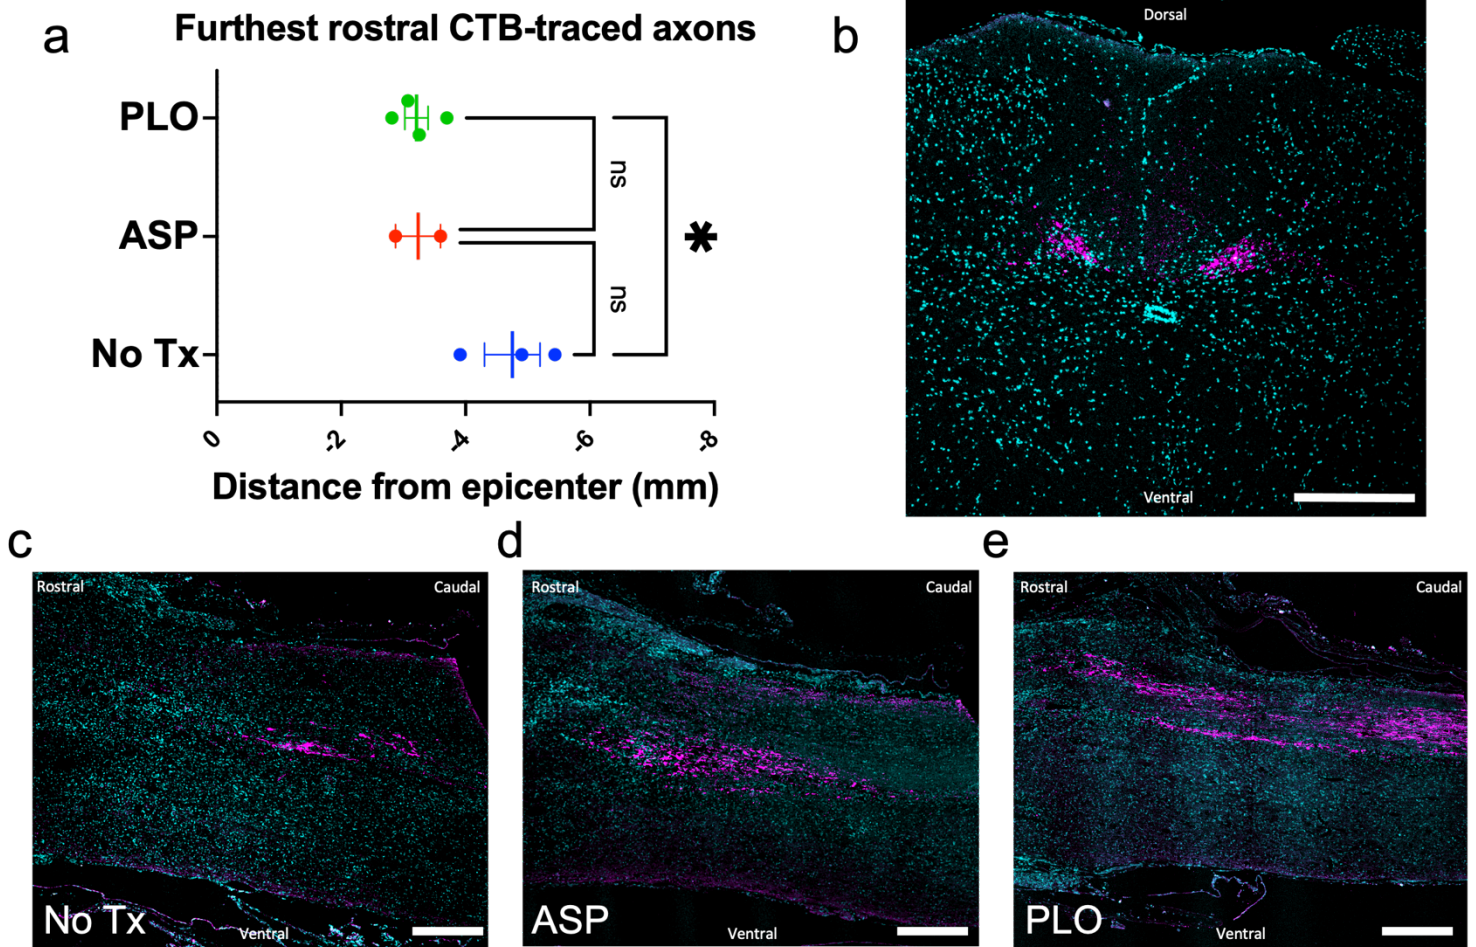 a
Furthest rostral CTB-traced axons
PLO
ASP
No Tx
ns
ns
*
0
-2
-4
-6
-8
Distance from epicenter (mm)
b
Dorsal
Ventral
c
Rostral
Caudal
No Tx
Ventral
d
Rostral
Caudal
ASP
Ventral
e
Rostral
Caudal
PLO
Ventral